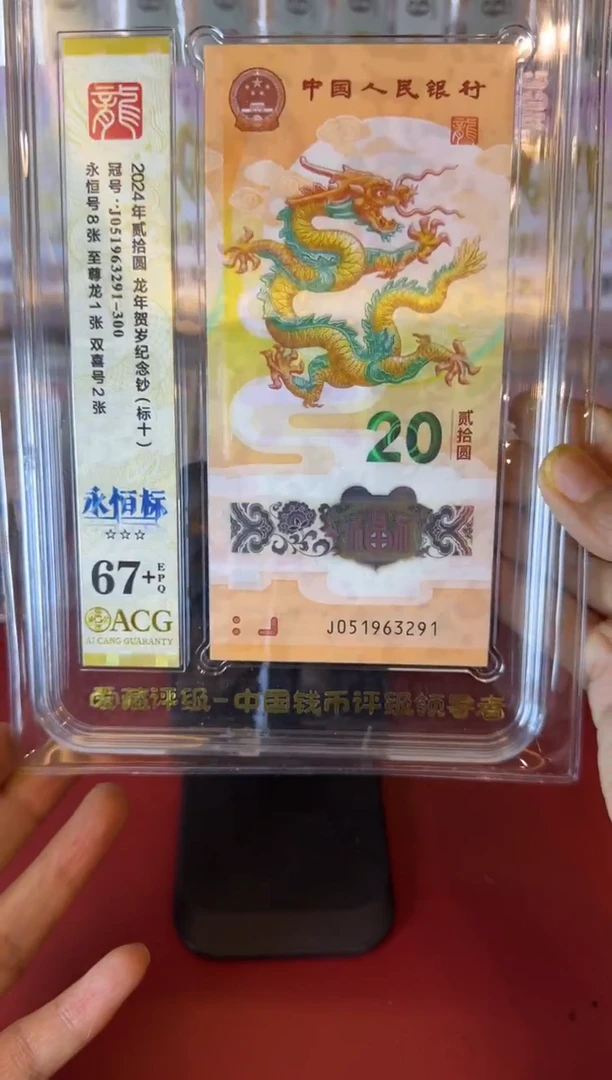 龍
2024年贰拾圆 龙年贺岁纪念钞(标十)
冠号:J051963291-300
永恒号8张 至尊龙1张 双喜号2张
永恒标
☆☆☆
67+EPQ
ACG
AI CANG GUARANTY
中国人民银行
龍
20
贰拾圆
J051963291
爱藏评级-中国钱币评级领导者